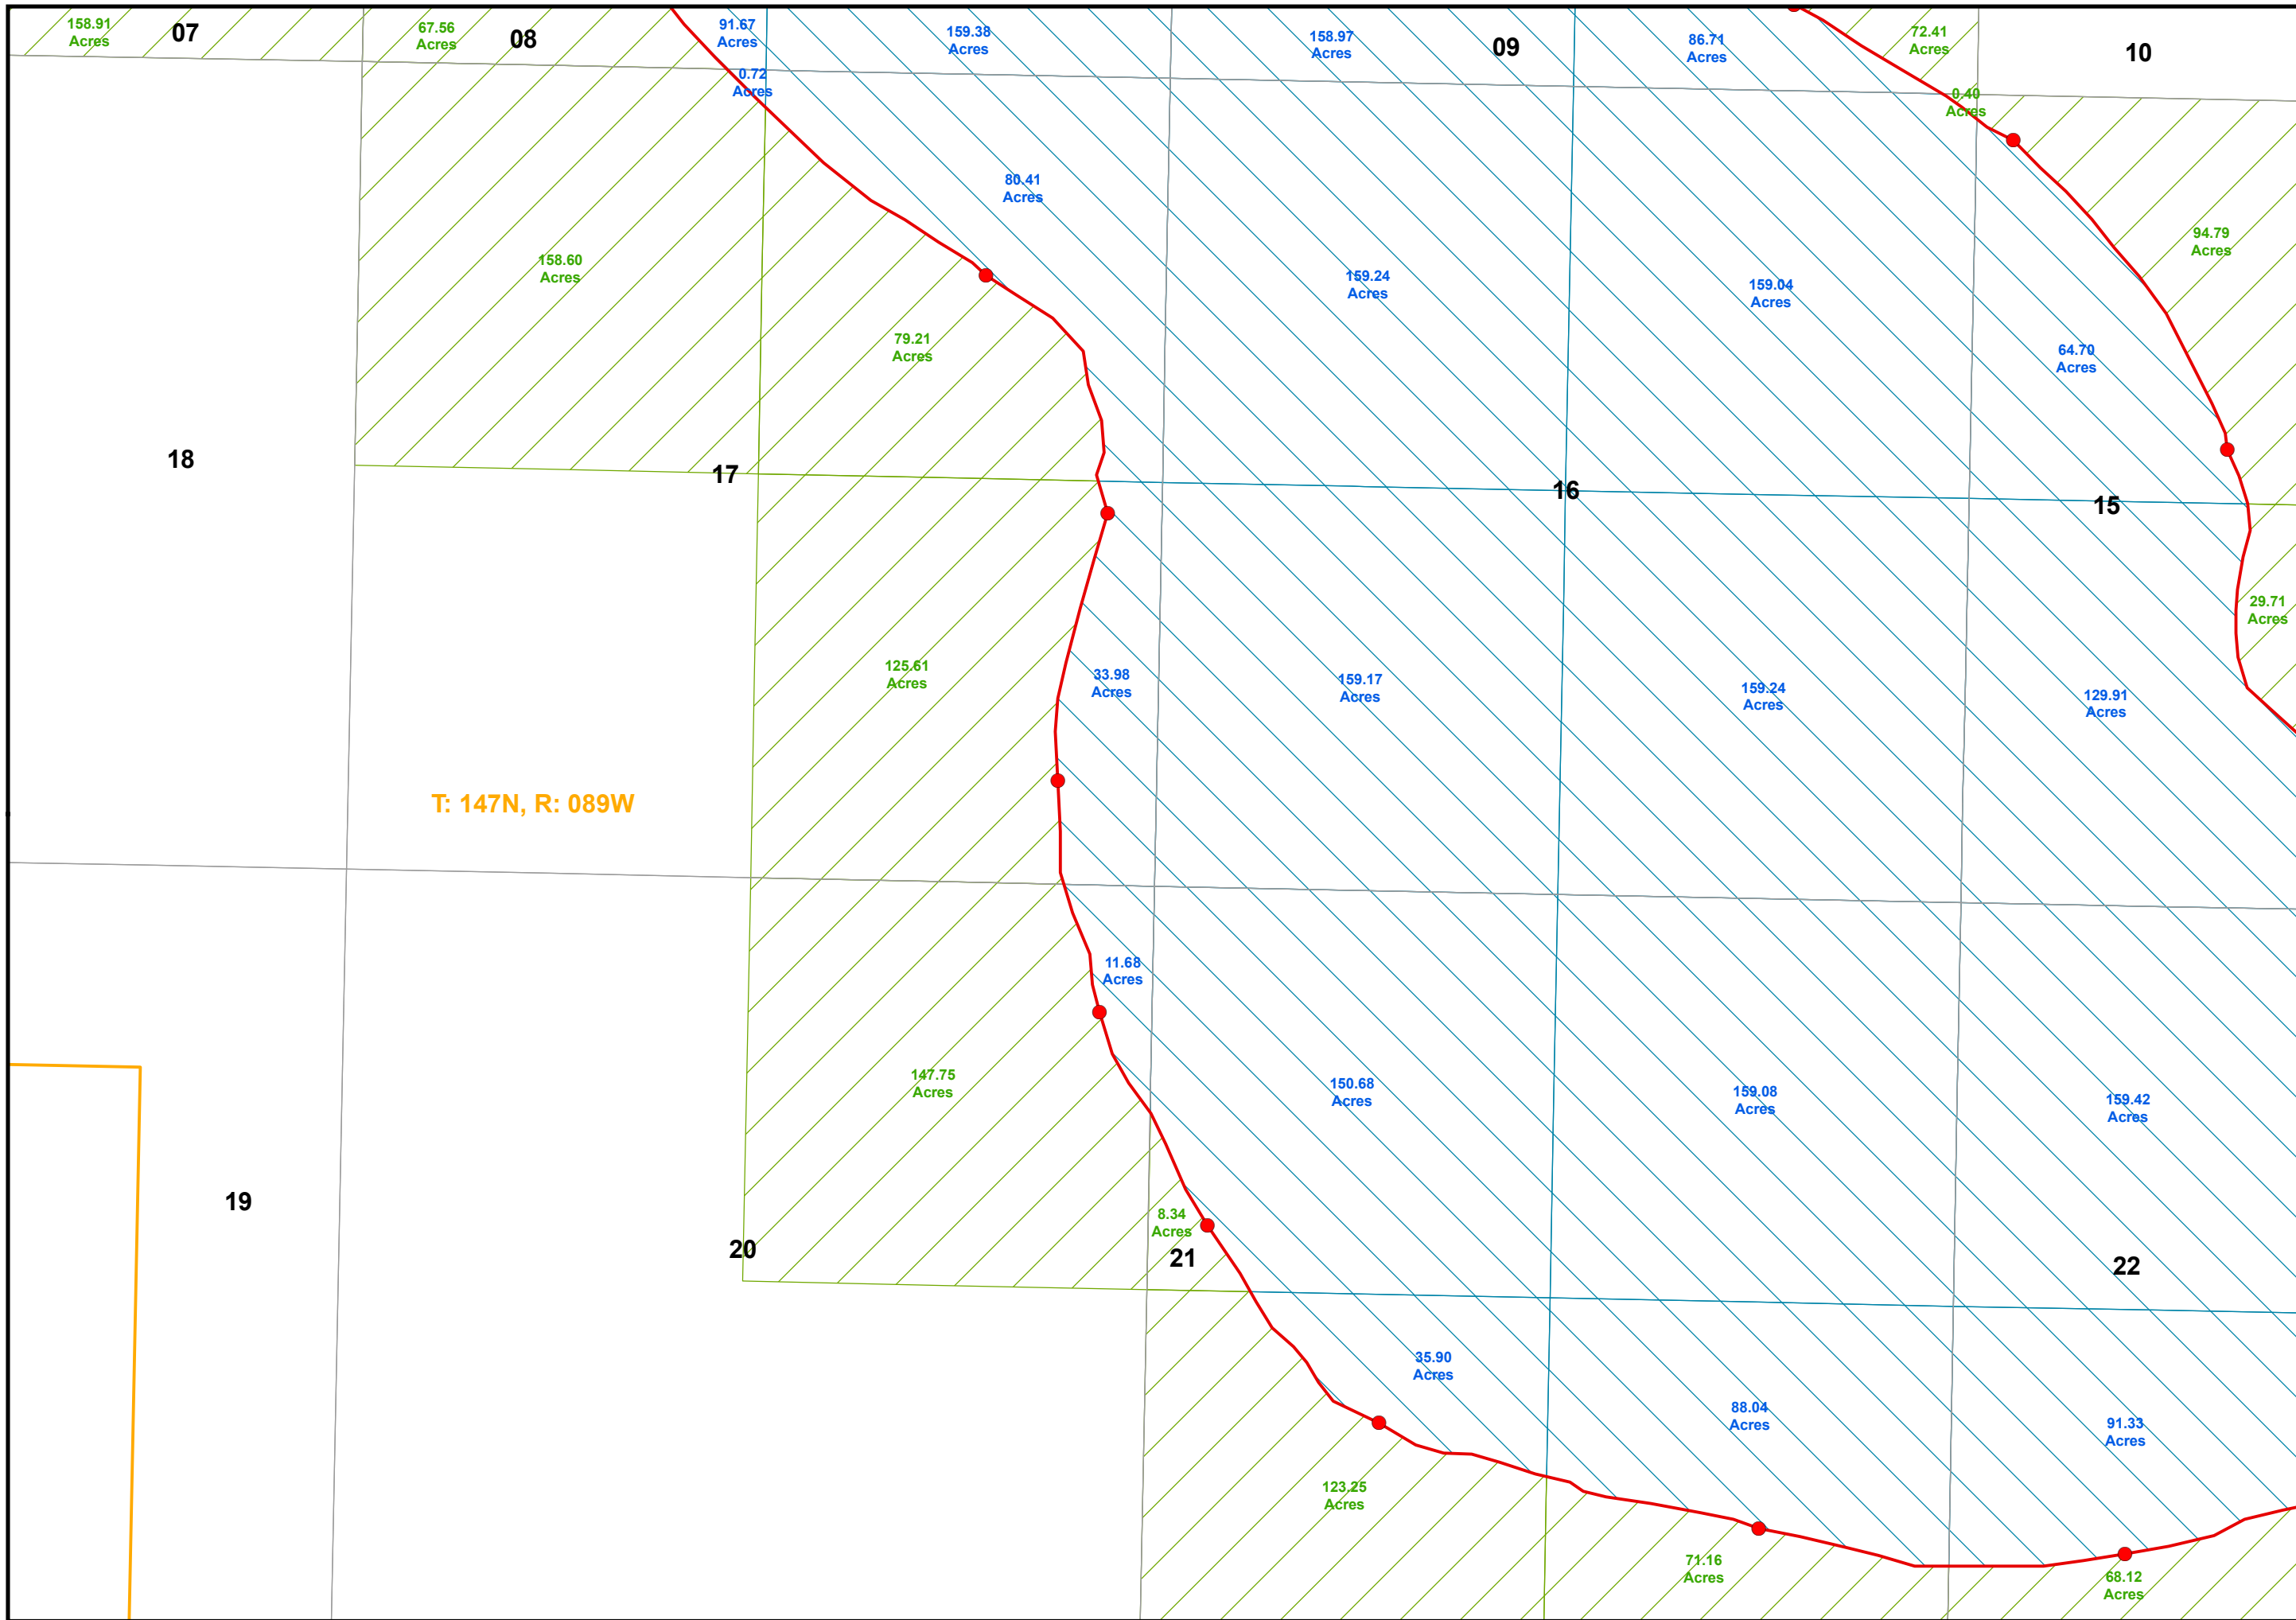 158.91
Acres
07
67.56
Acres
08
91.67
Acres
159.38
Acres
158.97
Acres
09
86.71
Acres
72.41
Acres
10
0.72
Acres
0.40
Acres
80.41
Acres
94.79
Acres
158.60
Acres
159.24
Acres
159.04
Acres
79.21
Acres
64.70
Acres
18
17
16
15
29.71
Acres
125.61
Acres
33.98
Acres
159.17
Acres
159.24
Acres
129.91
Acres
T: 147N, R: 089W
11.68
Acres
147.75
Acres
150.68
Acres
159.08
Acres
159.42
Acres
19
8.34
Acres
20
21
22
35.90
Acres
88.04
Acres
91.33
Acres
123.25
Acres
71.16
Acres
68.12
Acres